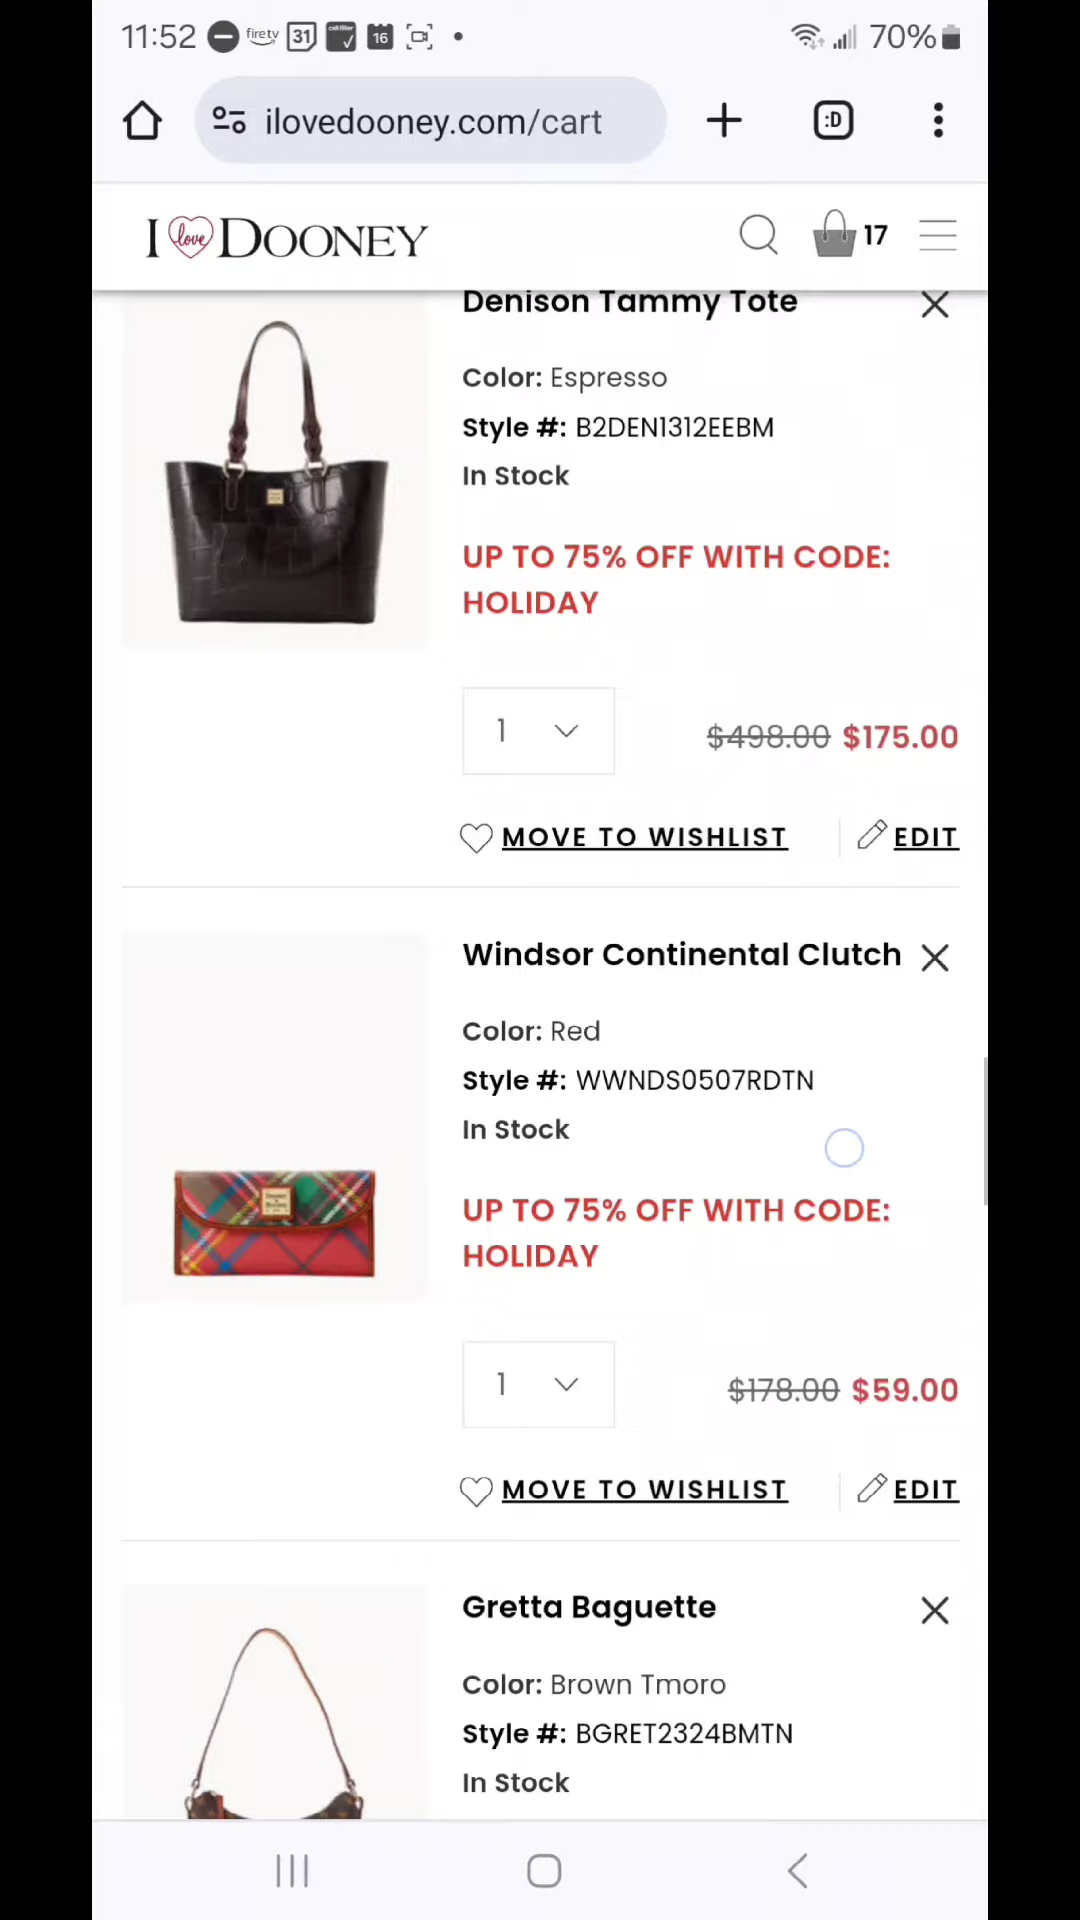 11:52
firetv
31
16
70%
ilovedooney.com/cart
:D
I love DOONEY
17
Denison Tammy Tote
Color: Espresso
Style #: B2DEN1312EEBM
In Stock
UP TO 75% OFF WITH CODE:
HOLIDAY
1
$498.00 $175.00
MOVE TO WISHLIST
EDIT
Windsor Continental Clutch
Color: Red
Style #: WWNDS0507RDTN
In Stock
UP TO 75% OFF WITH CODE:
HOLIDAY
1
$178.00 $59.00
MOVE TO WISHLIST
EDIT
Gretta Baguette
Color: Brown Tmoro
Style #: BGRET2324BMTN
In Stock